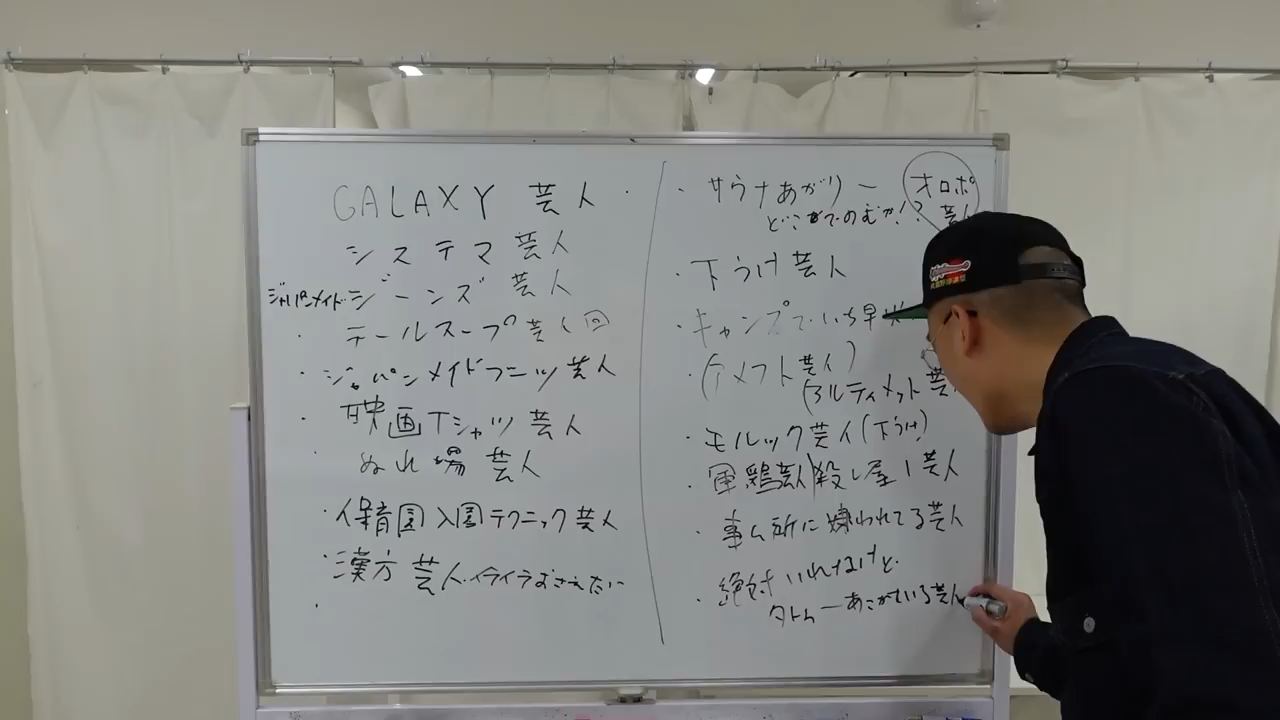 GALAXY 芸人
システマ 芸人
ジャパンメイド ジーンズ 芸人
・テールスープ芸人回
・ジャパンメイドブーツ芸人
・映画Tシャツ芸人
・ぬれ場 芸人
・保育園入園テクニック芸人
・漢方 芸人 イライラおさえたい
・
・サウナあがりー オロポ芸人
どこまでのむか!?
・下うけ芸人
・キャンプでいち早
・(アメフト芸人)
(アルティメット芸
・モルック芸人(下うけ)
・軍鶏芸人 殺し屋1芸人
・事ム所に嫌われてる芸人
・絶対いれないけど、
タトゥーあこがれている芸人